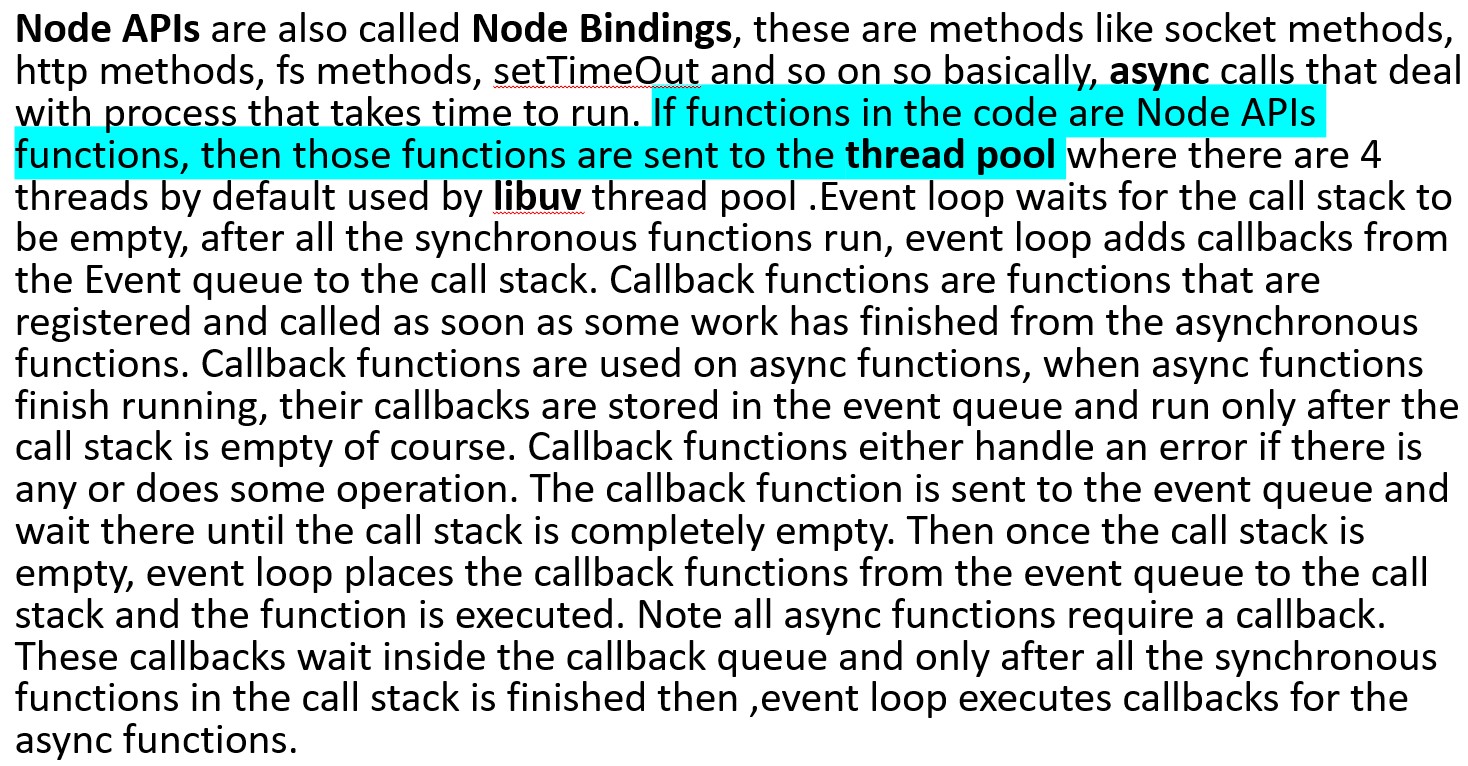 Node APIs are also called Node Bindings, these are methods like socket methods,
http methods, fs methods, setTimeOut and so on so basically, async calls that deal
with process that takes time to run. If functions in the code are Node APIs
functions, then those functions are sent to the thread pool where there are 4
threads by default used by libuv thread pool .Event loop waits for the call stack to
be empty, after all the synchronous functions run, event loop adds callbacks from
the Event queue to the call stack. Callback functions are functions that are
registered and called as soon as some work has finished from the asynchronous
functions. Callback functions are used on async functions, when async functions
finish running, their callbacks are stored in the event queue and run only after the
call stack is empty of course. Callback functions either handle an error if there is
any or does some operation. The callback function is sent to the event queue and
wait there until the call stack is completely empty. Then once the call stack is
empty, event loop places the callback functions from the event queue to the call
stack and the function is executed. Note all async functions require a callback.
These callbacks wait inside the callback queue and only after all the synchronous
functions in the call stack is finished then ,event loop executes callbacks for the
async functions.